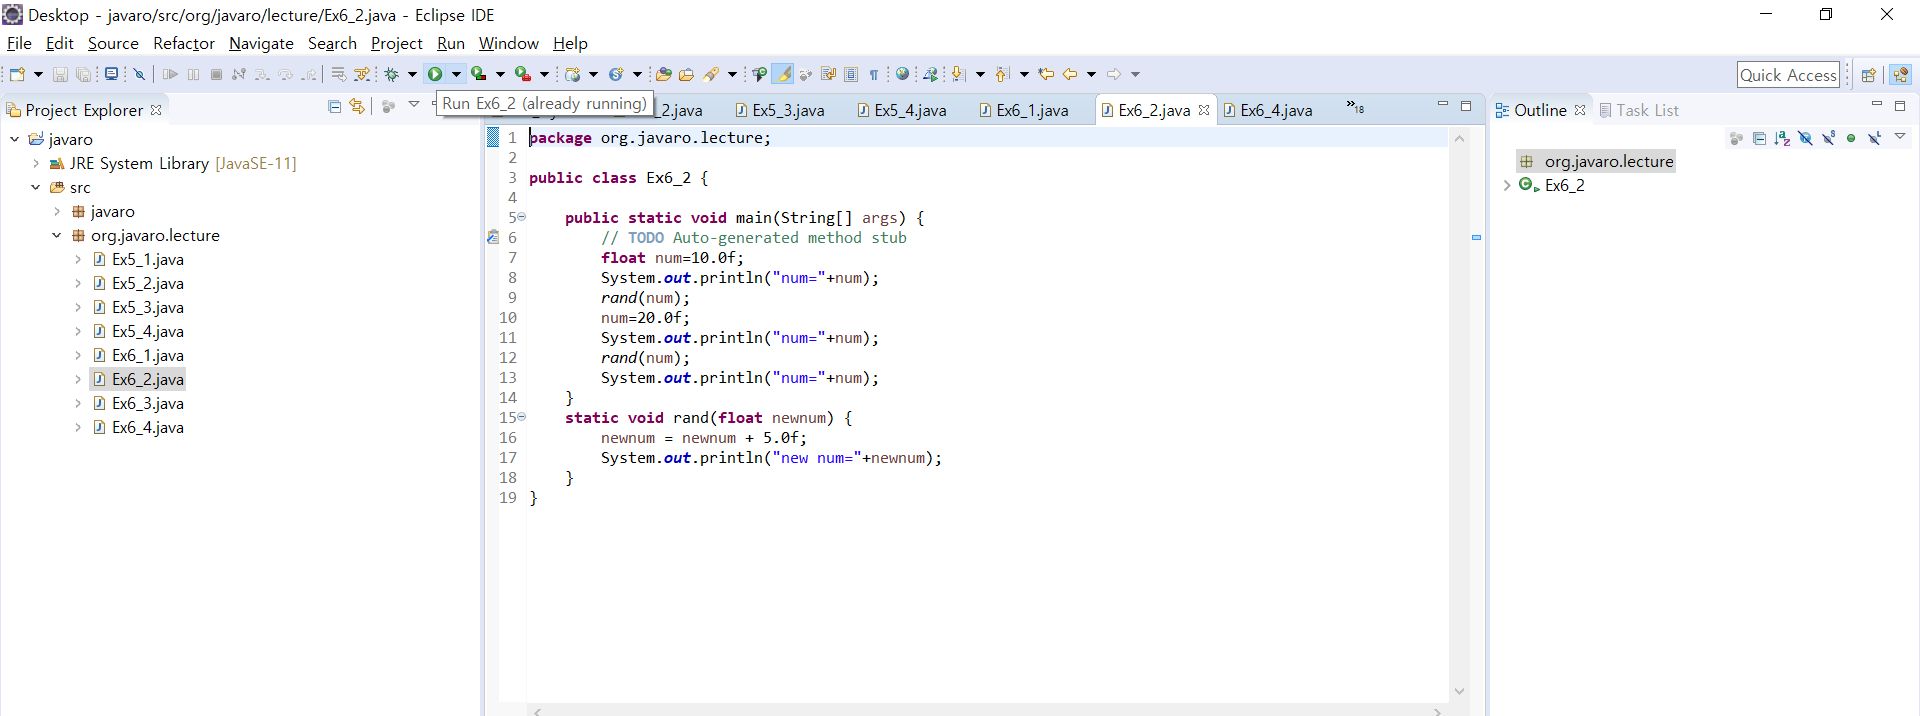 Desktop - javaro/src/org/javaro/lecture/Ex6_2.java - Eclipse IDE
File Edit Source Refactor Navigate Search Project Run Window Help
Quick Access
Run Ex6_2 (already running)
Project Explorer
_2.java Ex5_3.java Ex5_4.java Ex6_1.java Ex6_2.java Ex6_4.java »18
Outline Task List
javaro
JRE System Library [JavaSE-11]
src
javaro
org.javaro.lecture
Ex5_1.java
Ex5_2.java
Ex5_3.java
Ex5_4.java
Ex6_1.java
Ex6_2.java
Ex6_3.java
Ex6_4.java
1 package org.javaro.lecture;
2
3 public class Ex6_2 {
4
5 public static void main(String[] args) {
6 // TODO Auto-generated method stub
7 float num=10.0f;
8 System.out.println("num="+num);
9 rand(num);
10 num=20.0f;
11 System.out.println("num="+num);
12 rand(num);
13 System.out.println("num="+num);
14 }
15 static void rand(float newnum) {
16 newnum = newnum + 5.0f;
17 System.out.println("new num="+newnum);
18 }
19 }
org.javaro.lecture
Ex6_2